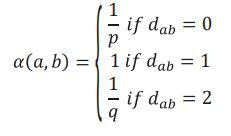 α(a, b) = { 1/p if d_ab = 0
1 if d_ab = 1
1/q if d_ab = 2